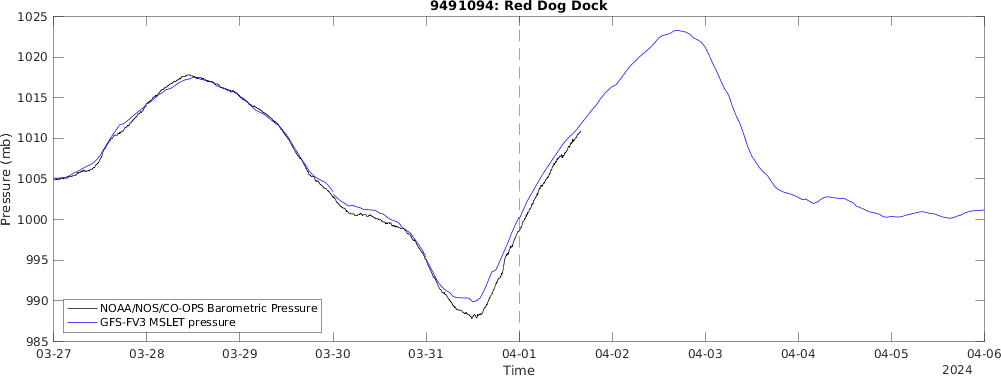 9491094: Red Dog Dock
1025
1020
1015
1010
1005
1000
995
990
985
Pressure (mb)
NOAA/NOS/CO-OPS Barometric Pressure
GFS-FV3 MSLET pressure
03-27 03-28 03-29 03-30 03-31 04-01 04-02 04-03 04-04 04-05 04-06
Time
2024